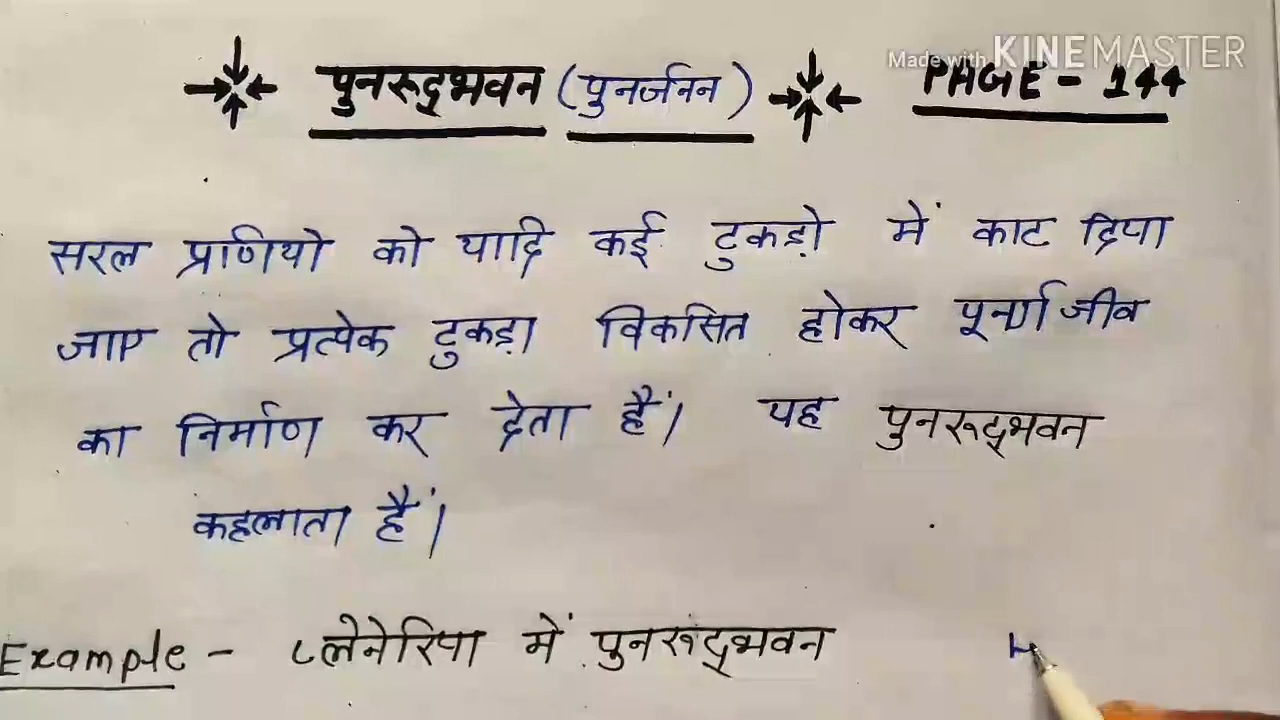 Made with KINEMASTER
पुनरूद्भवन (पुनर्जनन) PAGE - 144
सरल प्राणियो को यादि कई टुकड़ो में काट दिया
जाए तो प्रत्येक टुकड़ा विकसित होकर पूर्ण जीव
का निर्माण कर देता हैं। यह पुनरूद्भवन
कहलाता हैं।
Example - प्लेनेरिया में पुनरूद्भवन